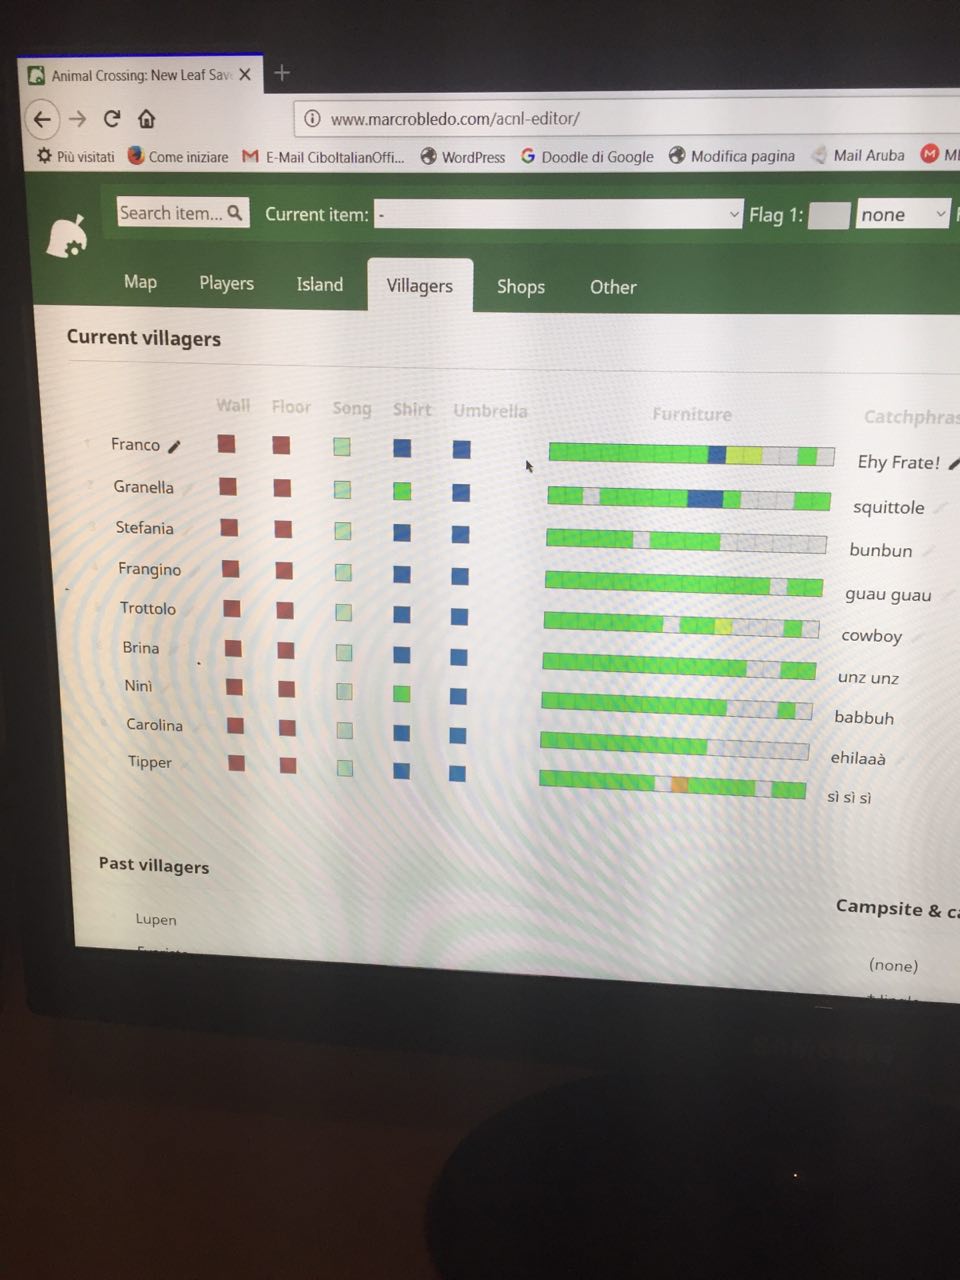 Animal Crossing: New Leaf Sav
www.marcrobledo.com/acnl-editor/
Più visitati Come iniziare E-Mail CiboItalianOffi... WordPress Doodle di Google Modifica pagina Mail Aruba
Search item... Current item: - Flag 1: none
Map Players Island Villagers Shops Other
Current villagers
Wall Floor Song Shirt Umbrella Furniture Catchphras
Franco Ehy Frate!
Granella squittole
Stefania bunbun
Frangino guau guau
Trottolo cowboy
Brina unz unz
Ninì babbuh
Carolina ehilaaà
Tipper sì sì sì
Past villagers
Campsite & ca
Lupen
(none)